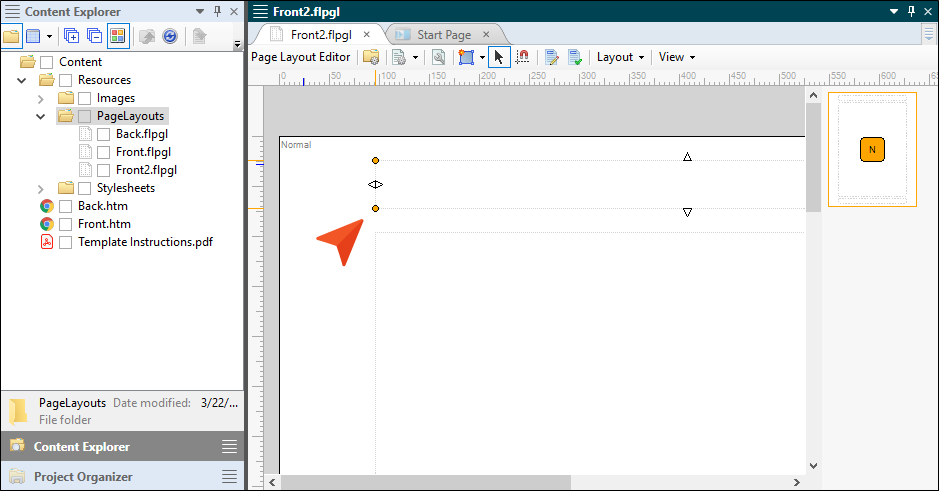 Content Explorer
Content
Resources
Images
PageLayouts
Back.flpgl
Front.flpgl
Front2.flpgl
Stylesheets
Back.htm
Front.htm
Template Instructions.pdf
PageLayouts Date modified: 3/22/...
File folder
Content Explorer
Project Organizer
Front2.flpgl
Front2.flpgl Start Page
Page Layout Editor Layout View
0 50 100 150 200 250 300 350 400 450 500 550 600 65
Normal
N